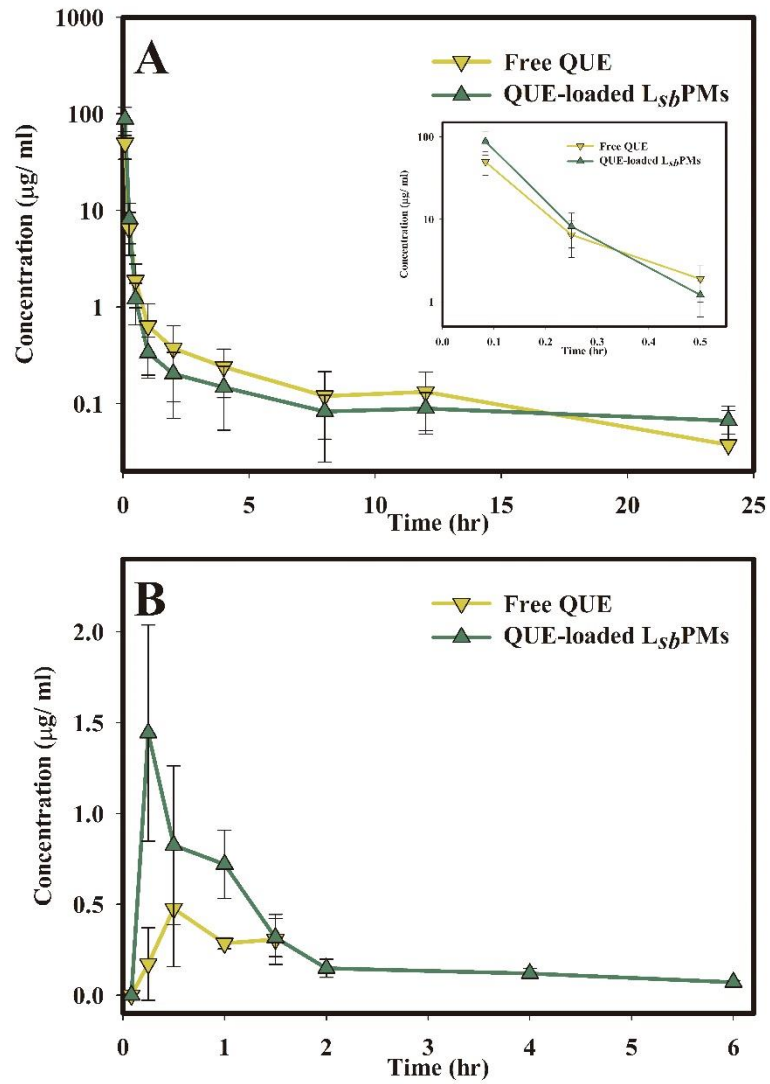 A
Free QUE
QUE-loaded LsbPMs
1000
100
10
1
0.1
Concentration (µg/ ml)
0
5
10
15
20
25
Time (hr)
Free QUE
QUE-loaded LsbPMs
100
10
1
Concentration (µg/ ml)
0.0
0.1
0.2
0.3
0.4
0.5
Time (hr)
B
Free QUE
QUE-loaded LsbPMs
2.0
1.5
1.0
0.5
0.0
Concentration (µg/ ml)
0
1
2
3
4
5
6
Time (hr)